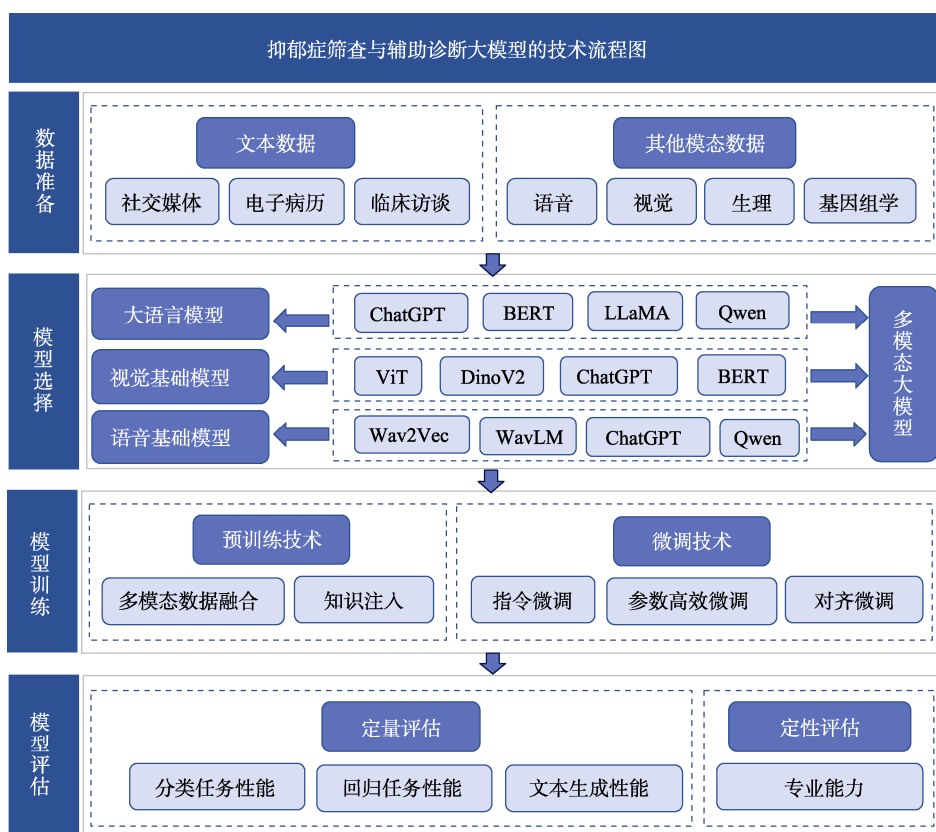 抑郁症筛查与辅助诊断大模型的技术流程图
数据准备
文本数据
其他模态数据
社交媒体
电子病历
临床访谈
语音
视觉
生理
基因组学
模型选择
大语言模型
ChatGPT
BERT
LLaMA
Qwen
视觉基础模型
ViT
DinoV2
ChatGPT
BERT
语音基础模型
Wav2Vec
WavLM
ChatGPT
Qwen
多模态大模型
模型训练
预训练技术
微调技术
多模态数据融合
知识注入
指令微调
参数高效微调
对齐微调
模型评估
定量评估
定性评估
分类任务性能
回归任务性能
文本生成性能
专业能力